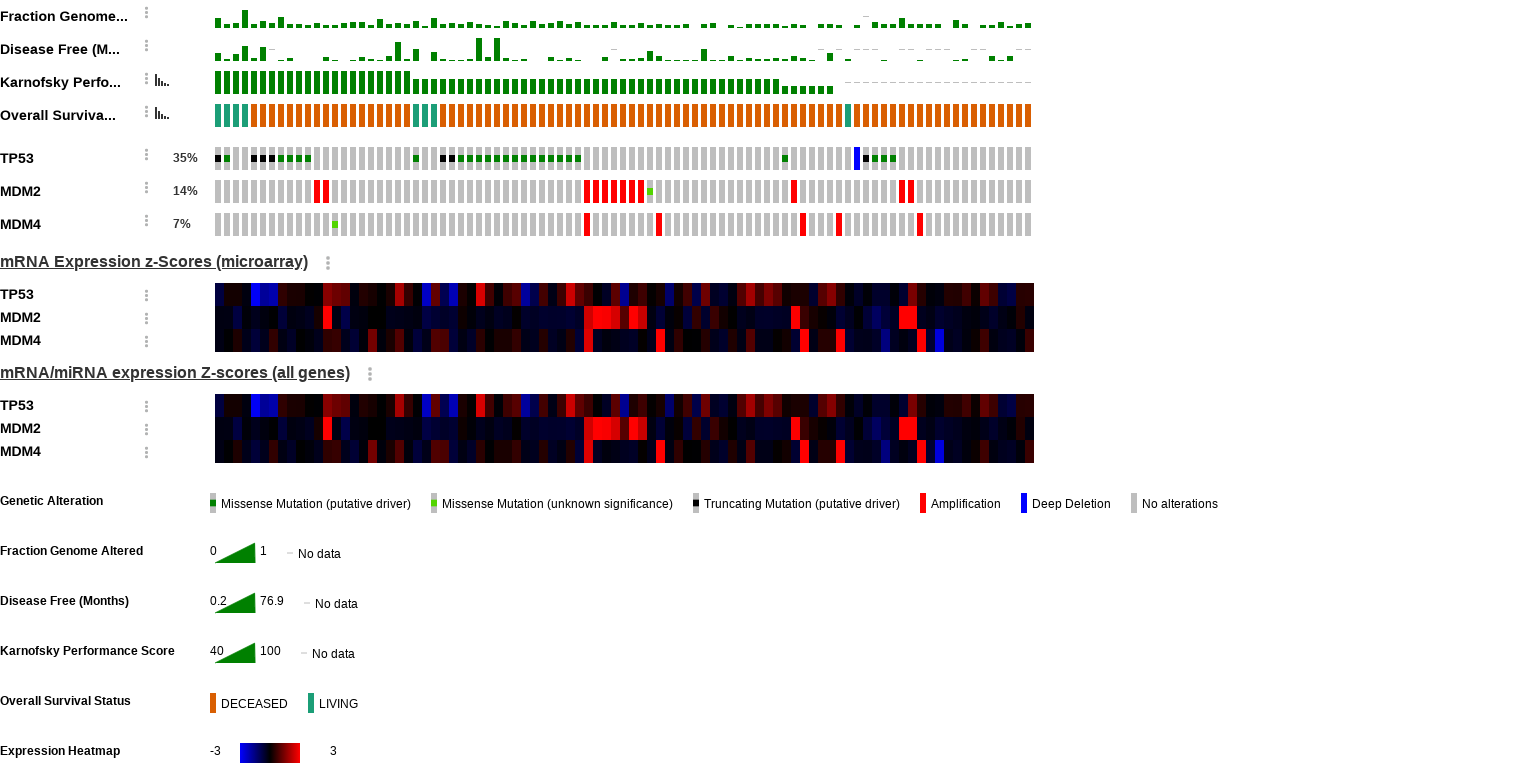 Fraction Genome...
Disease Free (M...
Karnofsky Perfo...
Overall Surviva...
TP53 35%
MDM2 14%
MDM4 7%
mRNA Expression z-Scores (microarray)
TP53
MDM2
MDM4
mRNA/miRNA expression Z-scores (all genes)
TP53
MDM2
MDM4
Genetic Alteration Missense Mutation (putative driver) Missense Mutation (unknown significance) Truncating Mutation (putative driver) Amplification Deep Deletion No alterations
Fraction Genome Altered 0 1 No data
Disease Free (Months) 0.2 76.9 No data
Karnofsky Performance Score 40 100 No data
Overall Survival Status DECEASED LIVING
Expression Heatmap -3 3